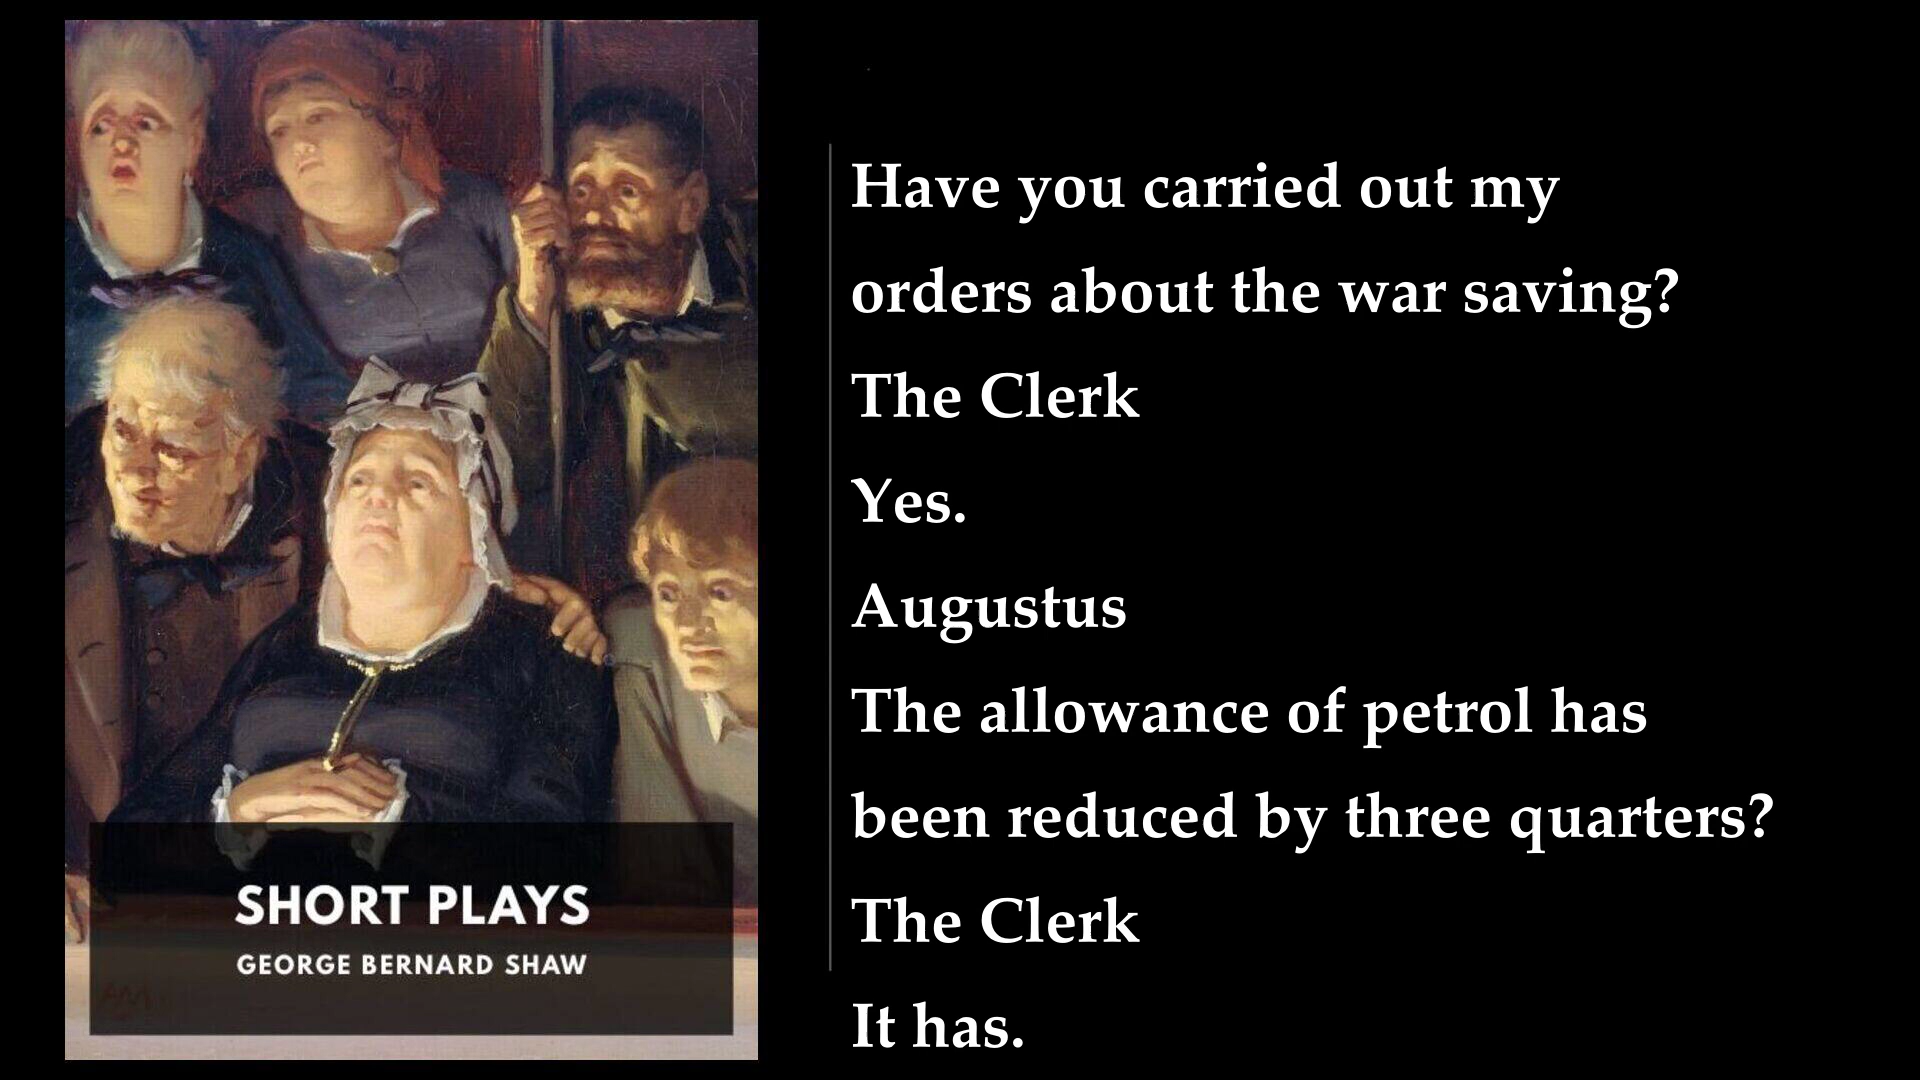 Have you carried out my
orders about the war saving?
The Clerk
Yes.
Augustus
The allowance of petrol has
been reduced by three quarters?
The Clerk
It has.
SHORT PLAYS
GEORGE BERNARD SHAW